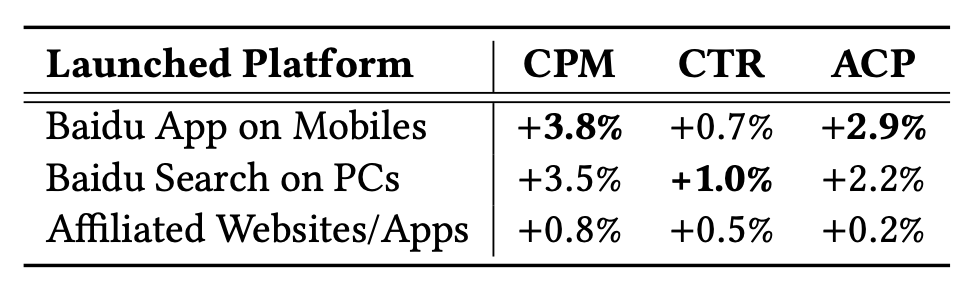 Launched Platform CPM CTR ACP
Baidu App on Mobiles +3.8% +0.7% +2.9%
Baidu Search on PCs +3.5% +1.0% +2.2%
Affiliated Websites/Apps +0.8% +0.5% +0.2%